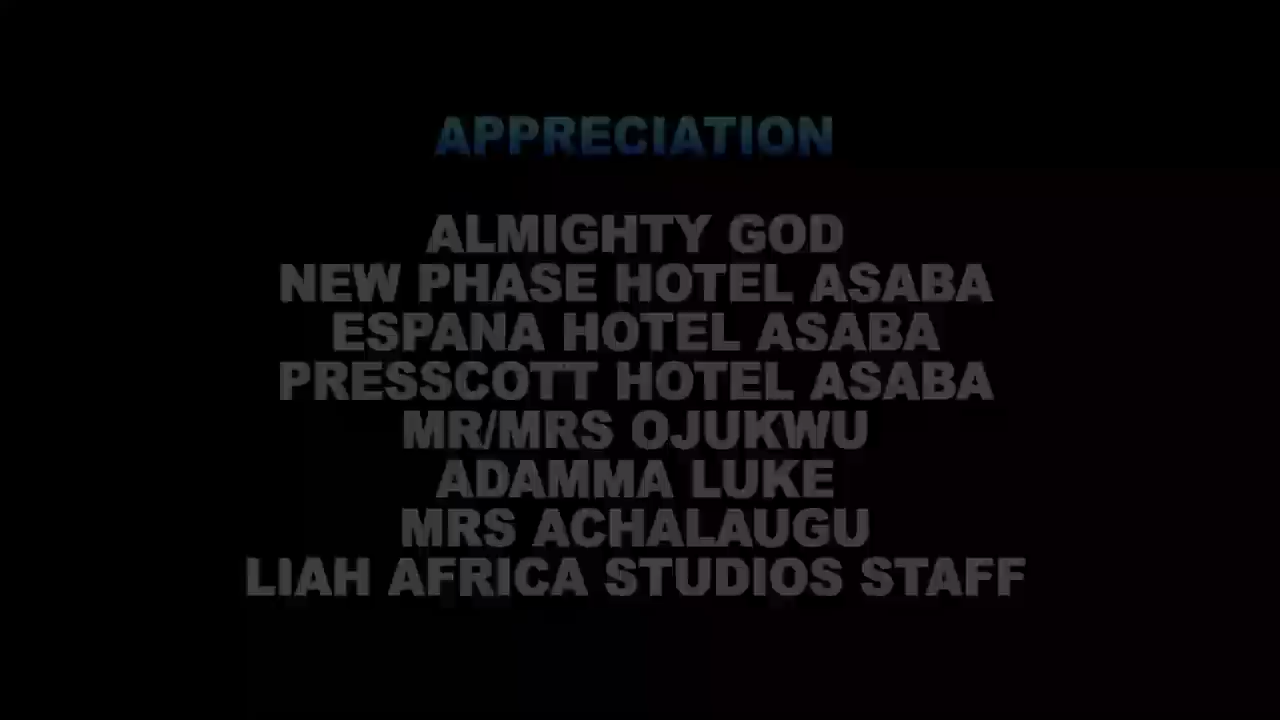 APPRECIATION
ALMIGHTY GOD
NEW PHASE HOTEL ASABA
ESPANA HOTEL ASABA
PRESSCOTT HOTEL ASABA
MR/MRS OJUKWU
ADAMMA LUKE
MRS ACHALAUGU
LIAH AFRICA STUDIOS STAFF